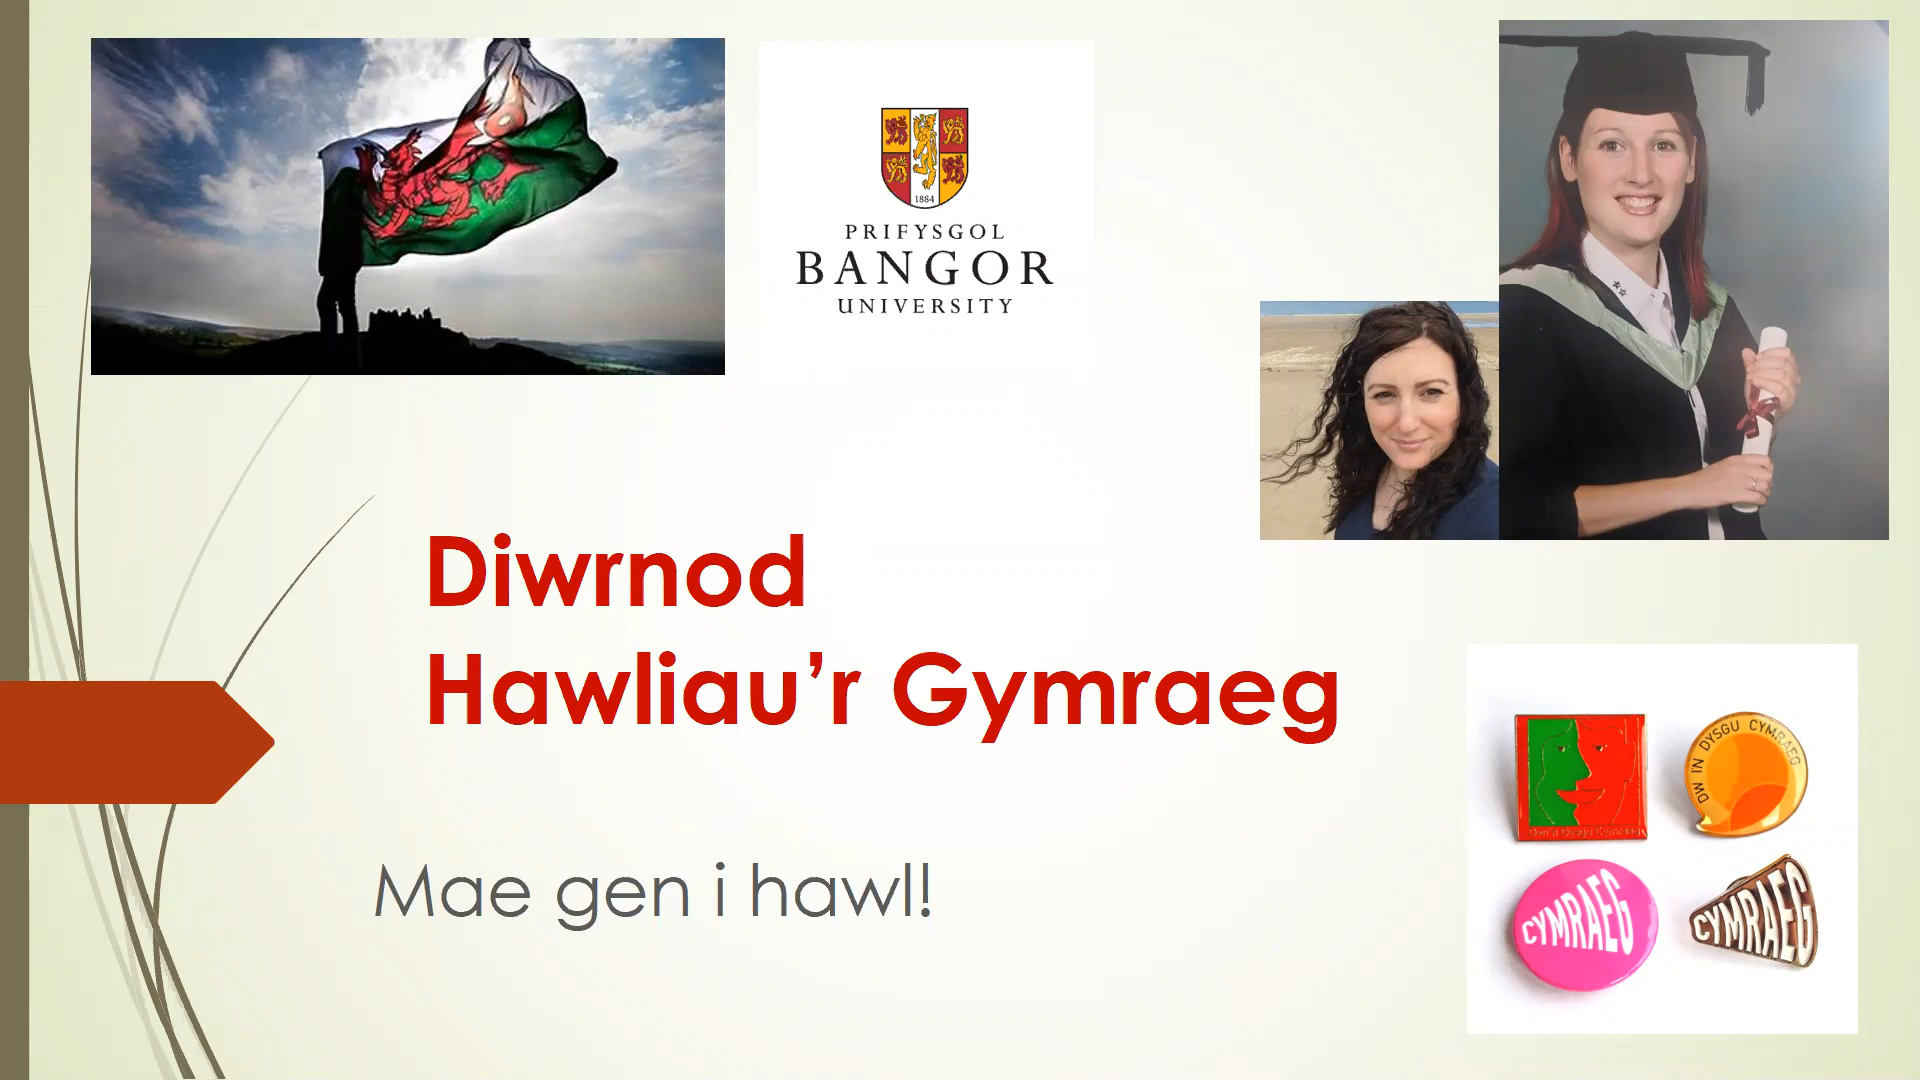 1884
PRIFYSGOL
BANGOR
UNIVERSITY
Diwrnod
Hawliau’r Gymraeg
Mae gen i hawl!
DW IN DYSGU CYMRAEG
CYMRAEG
CYMRAEG